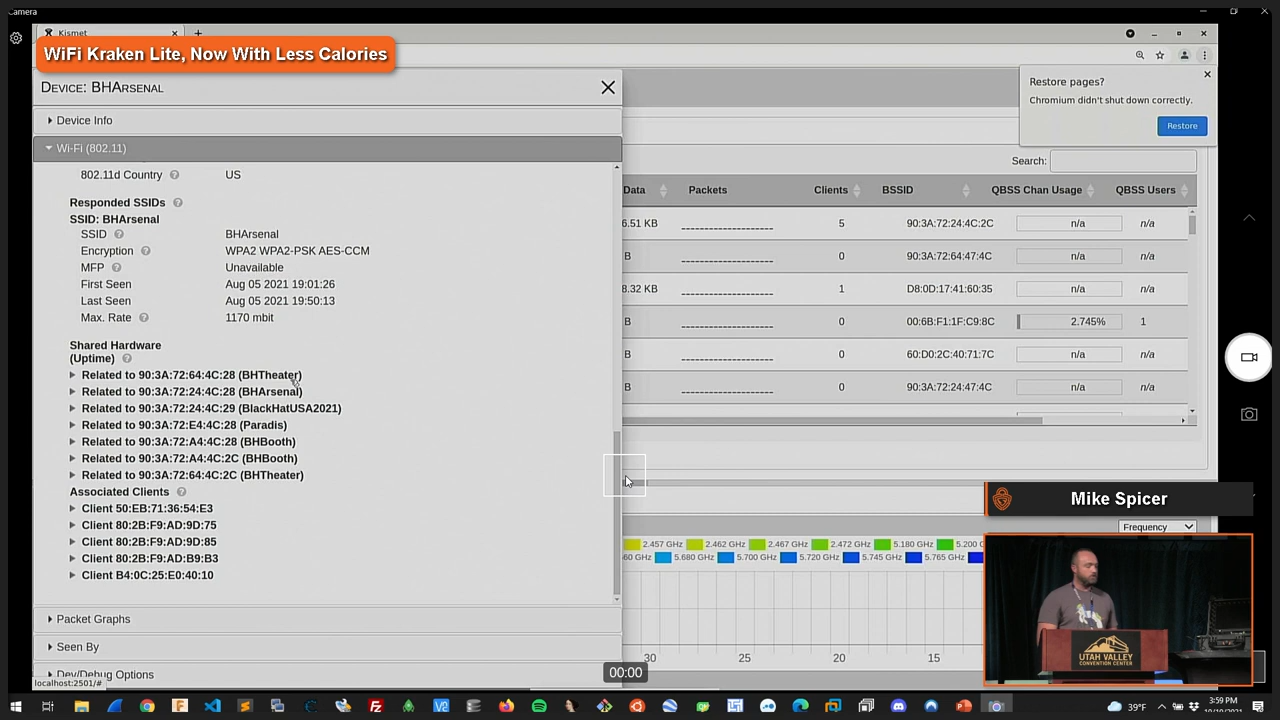 Camera
Kismet
WiFi Kraken Lite, Now With Less Calories
DEVICE: BHARSENAL
Restore pages?
Chromium didn't shut down correctly.
Restore
Device Info
Wi-Fi (802.11)
Search:
802.11d Country US
Data Packets Clients BSSID QBSS Chan Usage QBSS Users
Responded SSIDs
SSID: BHArsenal
SSID BHArsenal
Encryption WPA2 WPA2-PSK AES-CCM
MFP Unavailable
First Seen Aug 05 2021 19:01:26
Last Seen Aug 05 2021 19:50:13
Max. Rate 1170 mbit
6.51 KB 5 90:3A:72:24:4C:2C n/a n/a
B 0 90:3A:72:64:47:4C n/a n/a
8.32 KB 1 D8:0D:17:41:60:35 n/a n/a
B 0 00:6B:F1:1F:C9:8C 2.745% 1
B 0 60:D0:2C:40:71:7C n/a n/a
B 0 90:3A:72:24:47:4C n/a n/a
Shared Hardware
(Uptime)
Related to 90:3A:72:64:4C:28 (BHTheater)
Related to 90:3A:72:24:4C:28 (BHArsenal)
Related to 90:3A:72:24:4C:29 (BlackHatUSA2021)
Related to 90:3A:72:E4:4C:28 (Paradis)
Related to 90:3A:72:A4:4C:28 (BHBooth)
Related to 90:3A:72:A4:4C:2C (BHBooth)
Related to 90:3A:72:64:4C:2C (BHTheater)
Associated Clients
Client 50:EB:71:36:54:E3
Client 80:2B:F9:AD:9D:75
Client 80:2B:F9:AD:9D:85
Client 80:2B:F9:AD:B9:B3
Client B4:0C:25:E0:40:10
Mike Spicer
Frequency
2.457 GHz 2.462 GHz 2.467 GHz 2.472 GHz 5.180 GHz 5.200
60 GHz 5.680 GHz 5.700 GHz 5.720 GHz 5.745 GHz 5.765 GHz
30 25 20 15
Packet Graphs
Seen By
Dev/Debug Options
localhost:2501/#
00:00
UTAH VALLEY
CONVENTION CENTER
39°F
3:59 PM